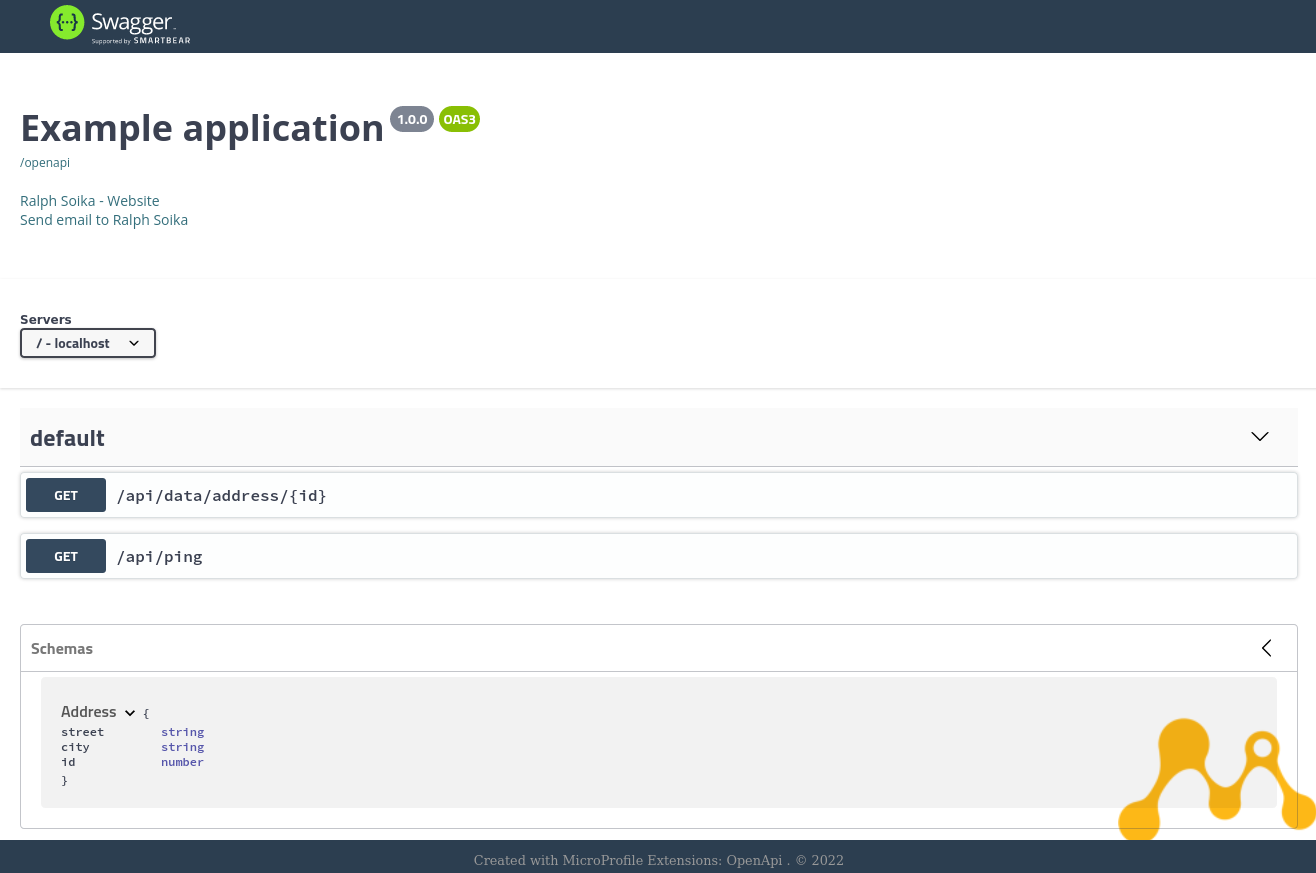 {···} Swagger
Supported by SMARTBEAR
Example application 1.0.0 OAS3
/openapi
Ralph Soika - Website
Send email to Ralph Soika
Servers
/ - localhost
default
GET /api/data/address/{id}
GET /api/ping
Schemas
Address {
street string
city string
id number
}
Created with MicroProfile Extensions: OpenApi . © 2022